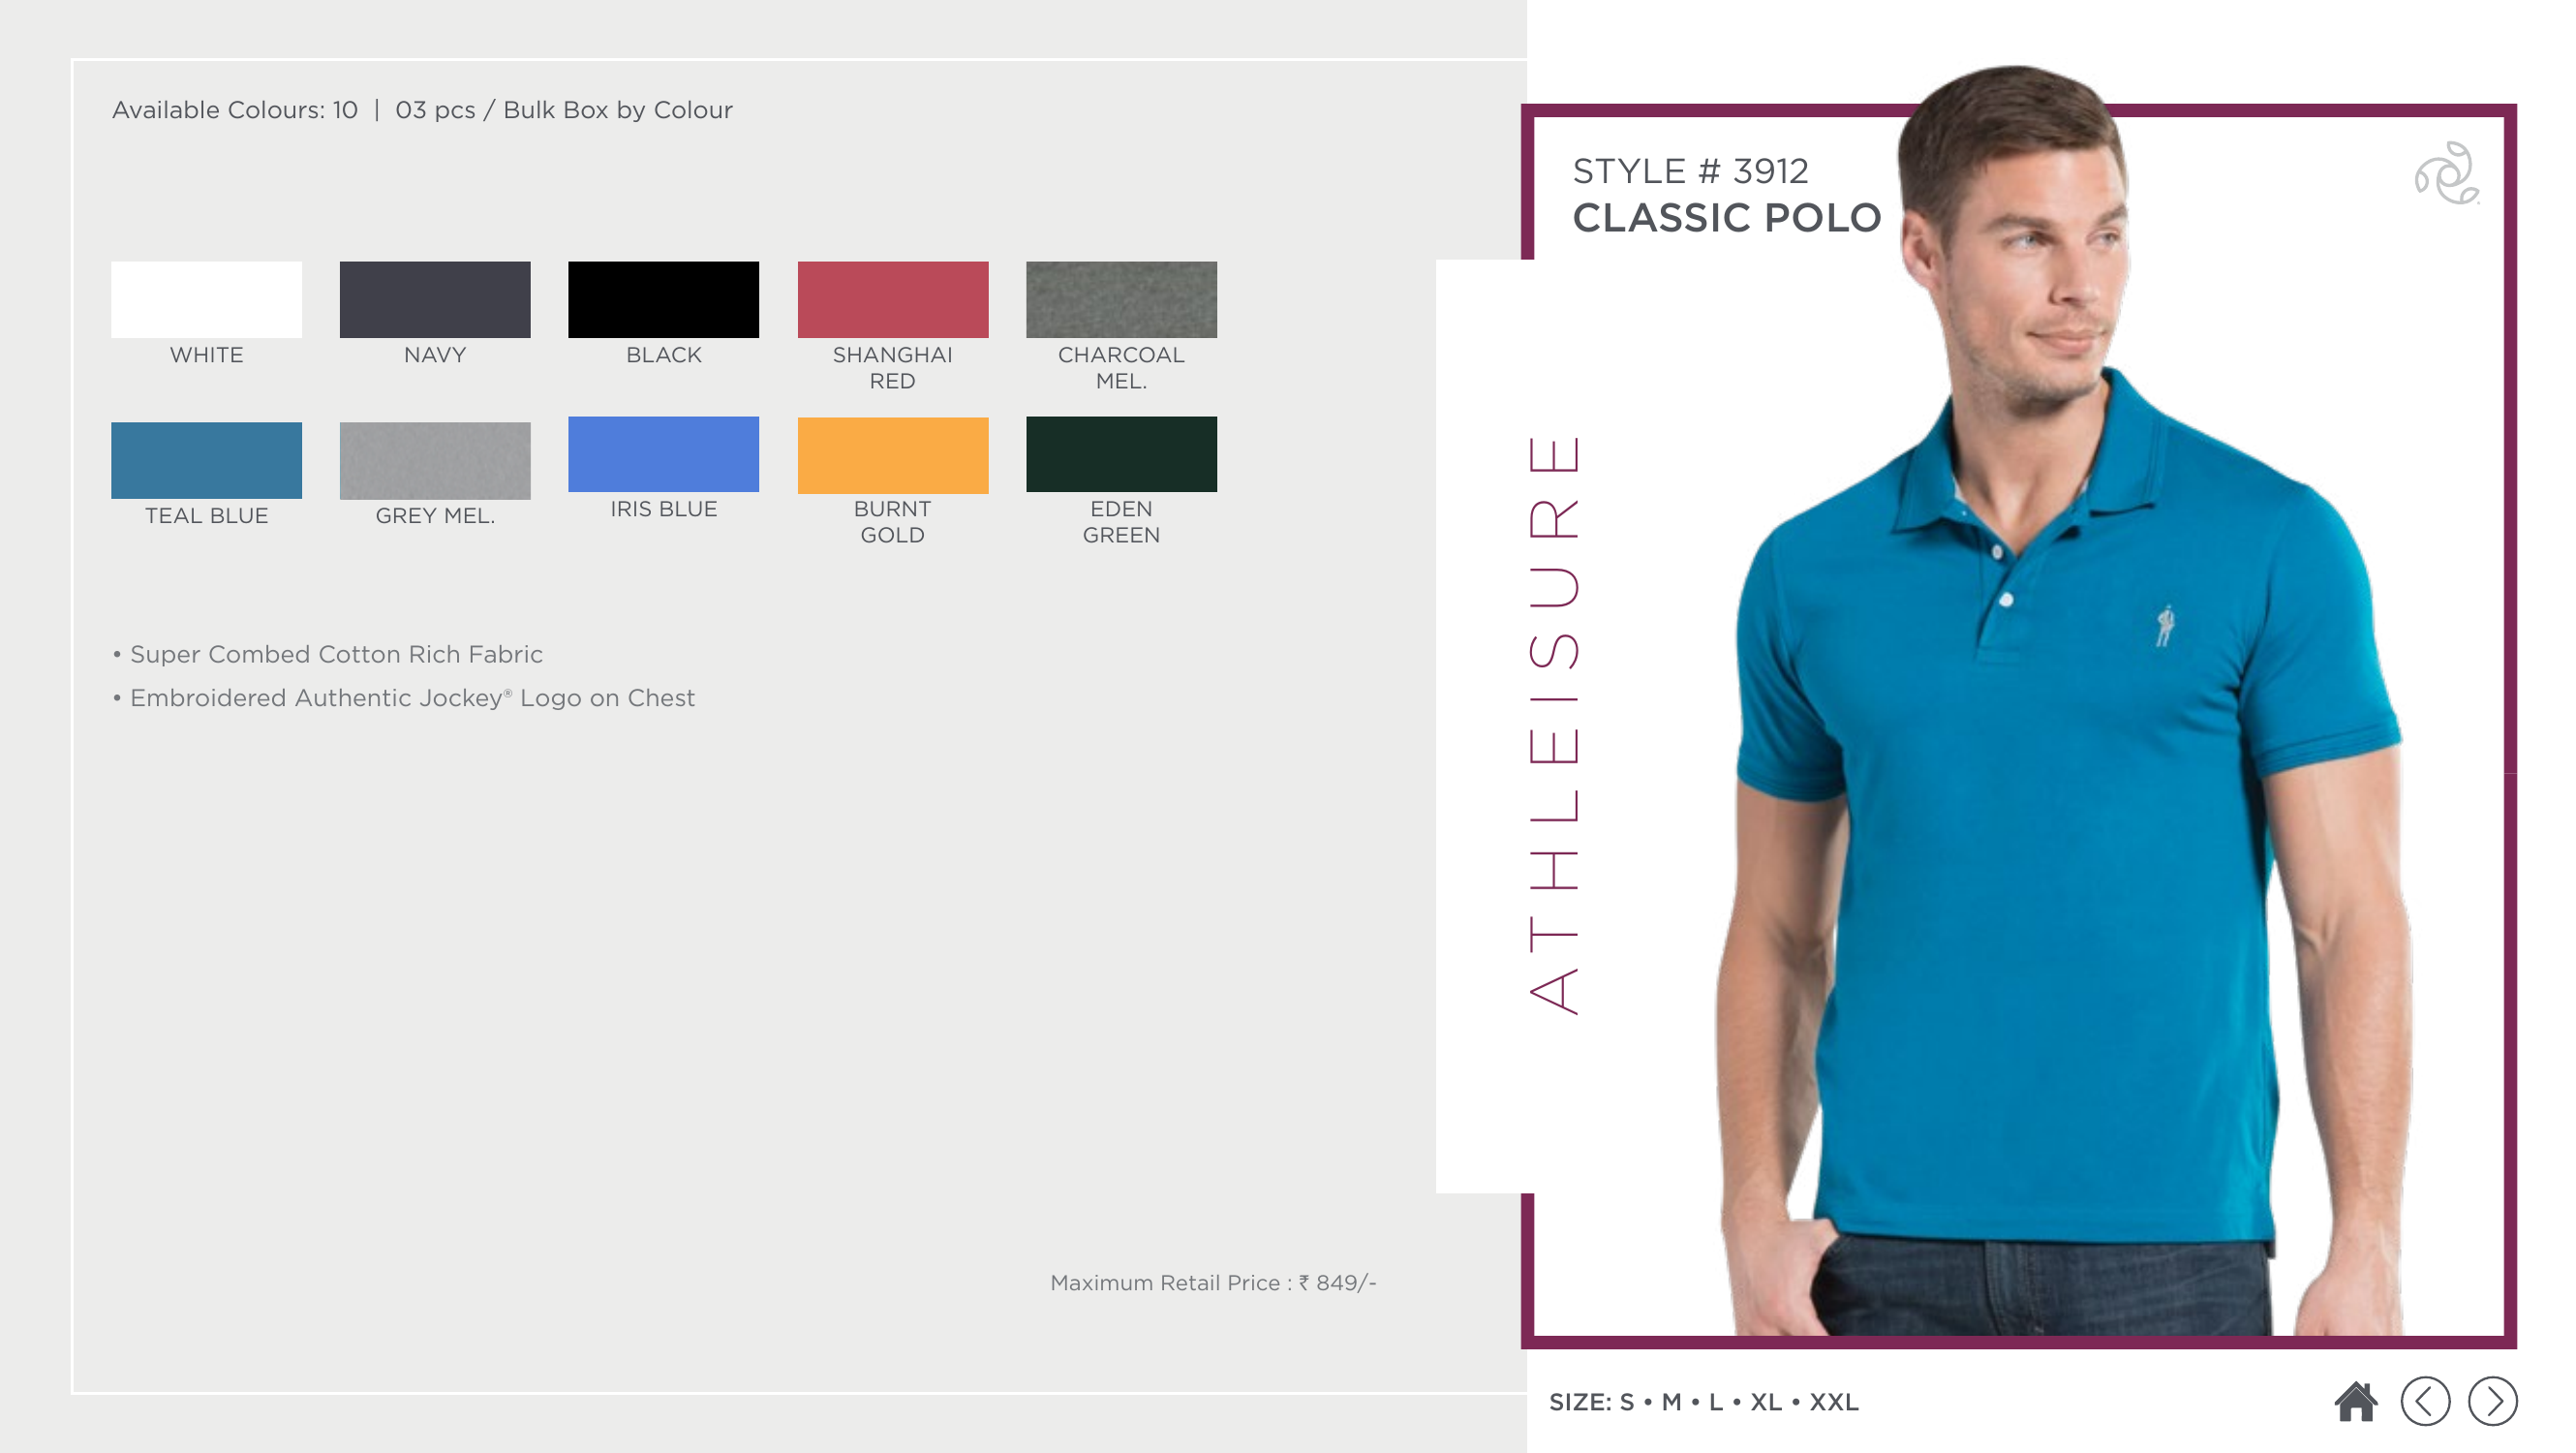 Available Colours: 10 | 03 pcs / Bulk Box by Colour
WHITE
NAVY
BLACK
SHANGHAI
RED
CHARCOAL
MEL.
TEAL BLUE
GREY MEL.
IRIS BLUE
BURNT
GOLD
EDEN
GREEN
• Super Combed Cotton Rich Fabric
• Embroidered Authentic Jockey® Logo on Chest
Maximum Retail Price : ₹ 849/-
STYLE # 3912
CLASSIC POLO
ATHLEISURE
SIZE: S • M • L • XL • XXL